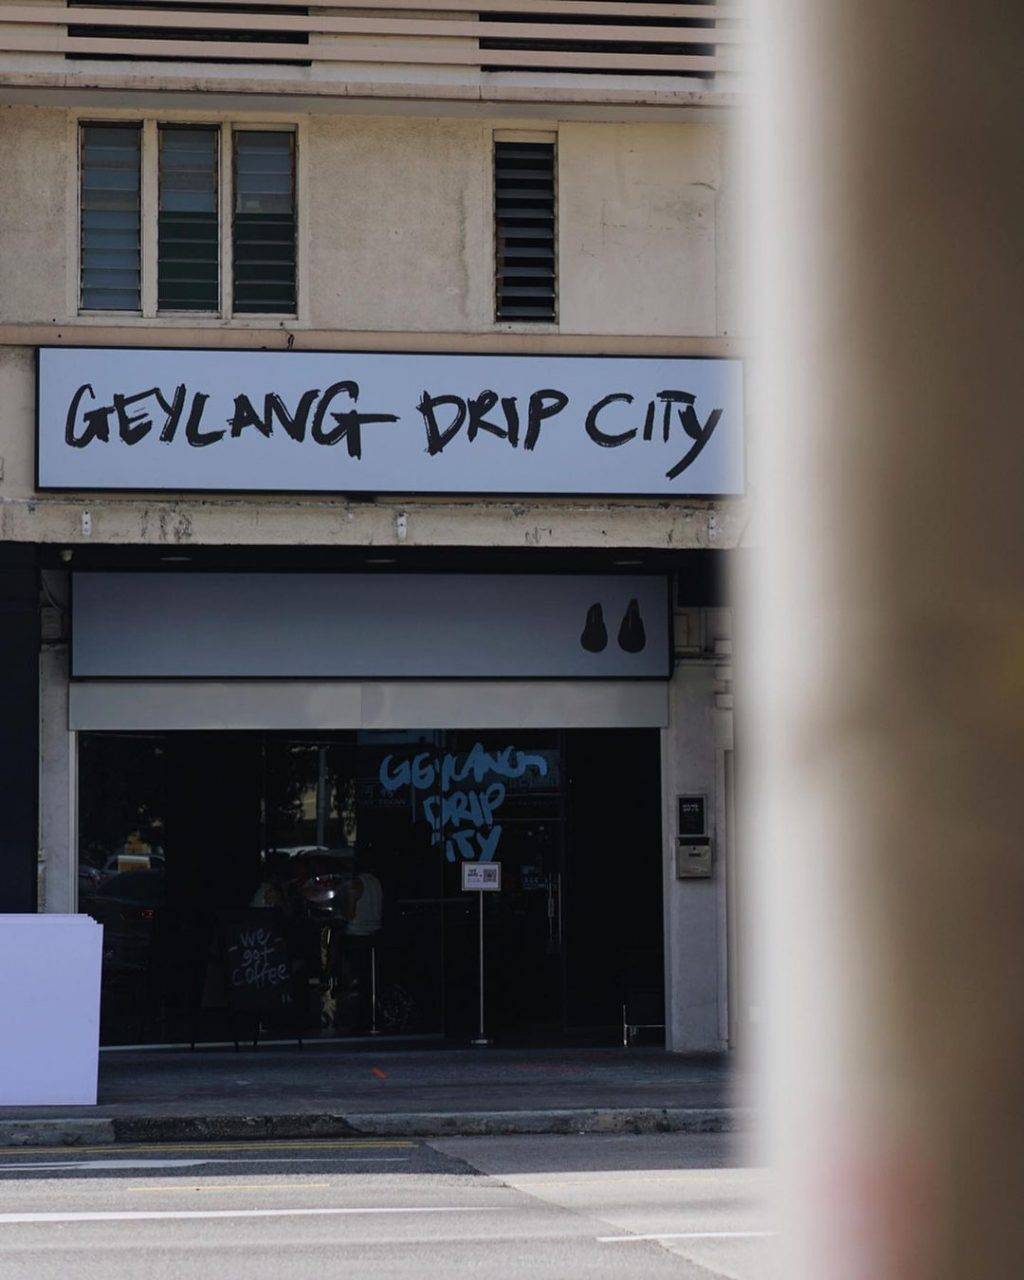 GEYLANG DRIP CITY
GEYLANG
DRIP
CITY
-we-
got
coffee